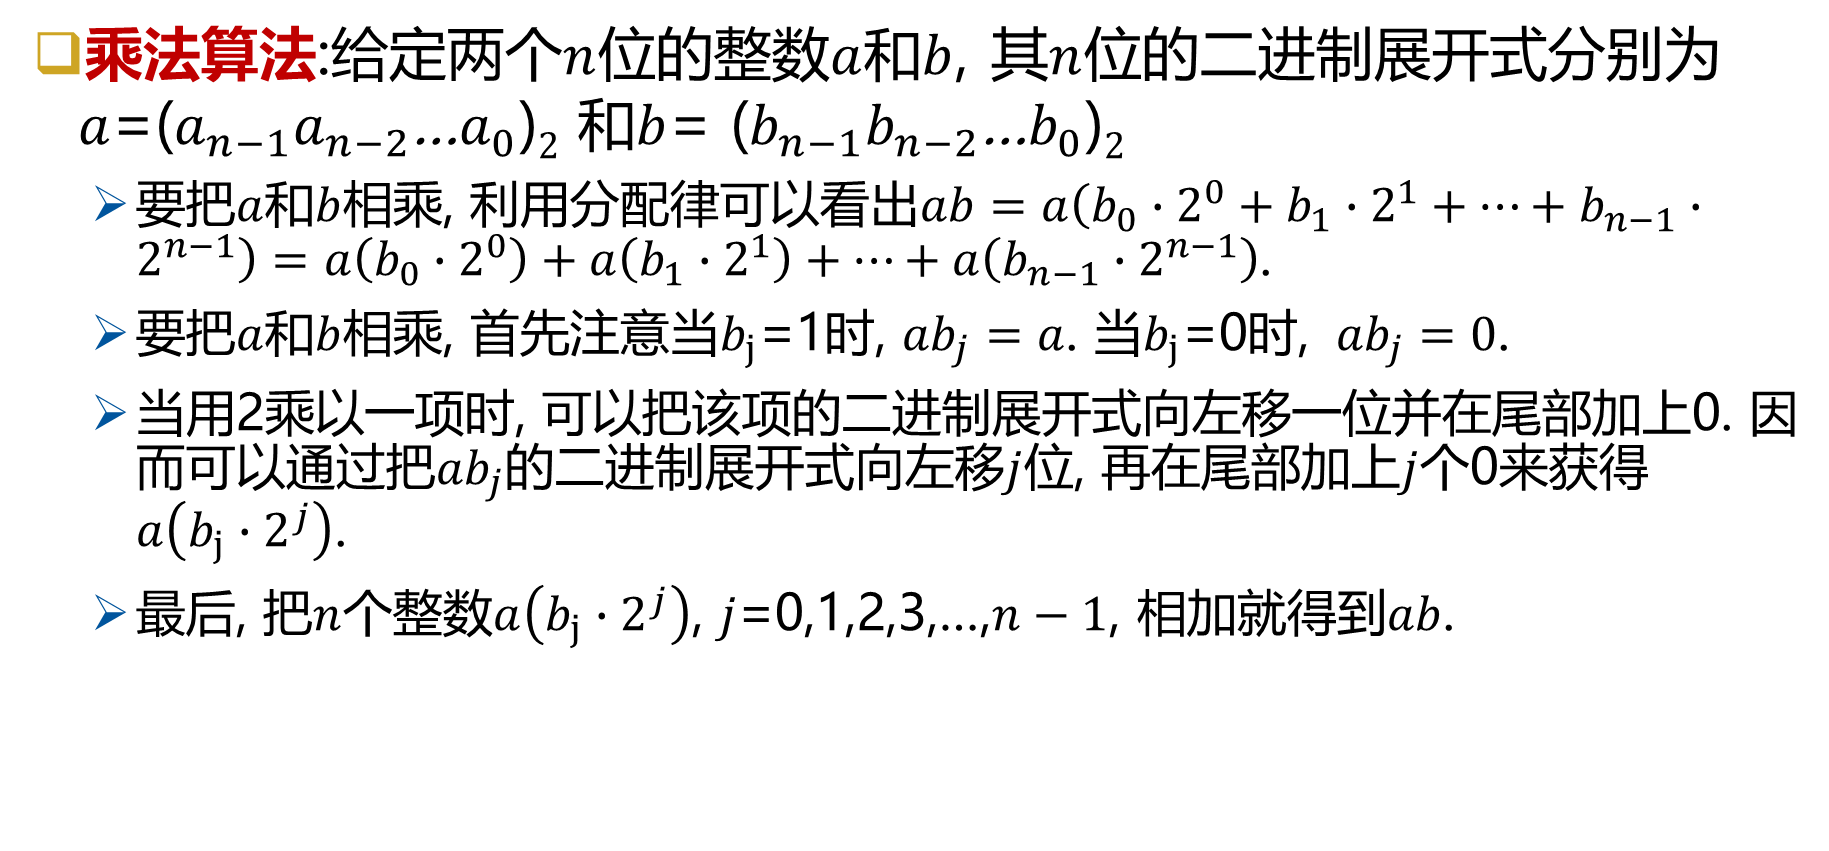 乘法算法:给定两个n位的整数a和b, 其n位的二进制展开式分别为
a=(aₙ₋₁aₙ₋₂…a₀)₂ 和b= (bₙ₋₁bₙ₋₂…b₀)₂
要把a和b相乘, 利用分配律可以看出ab = a(b₀ · 2⁰ + b₁ · 2¹ + ⋯ + bₙ₋₁ ·
2ⁿ⁻¹) = a(b₀ · 2⁰) + a(b₁ · 2¹) + ⋯ + a(bₙ₋₁ · 2ⁿ⁻¹).
要把a和b相乘, 首先注意当bⱼ=1时, abⱼ = a. 当bⱼ=0时, abⱼ = 0.
当用2乘以一项时, 可以把该项的二进制展开式向左移一位并在尾部加上0. 因
而可以通过把abⱼ的二进制展开式向左移j位, 再在尾部加上j个0来获得
a(bⱼ · 2ʲ).
最后, 把n个整数a(bⱼ · 2ʲ), j=0,1,2,3,…,n − 1, 相加就得到ab.